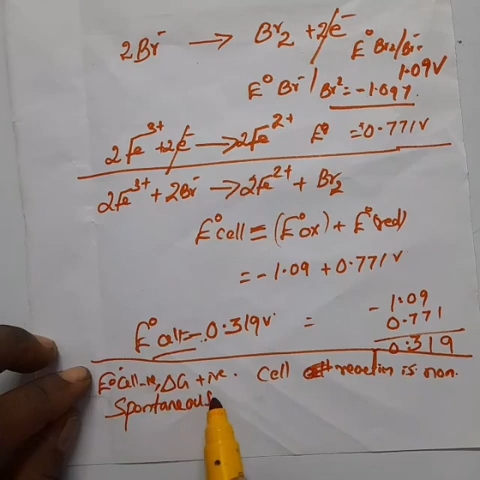 2Br⁻ → Br₂ + 2e⁻ E° Br₂/Br⁻
1.09V
E° Br⁻/Br² = -1.097
2Fe³⁺ + 2e⁻ → 2Fe²⁺ E° = +0.771V
2Fe³⁺ + 2Br⁻ → 2Fe²⁺ + Br₂
E°cell = (E°ox) + E°(red)
= -1.09 + 0.771V
-1.09
0.771
E°cell = -0.319V = 0.319
E°cell -ve, ΔG +ve. Cell reaction is non.
Spontaneous